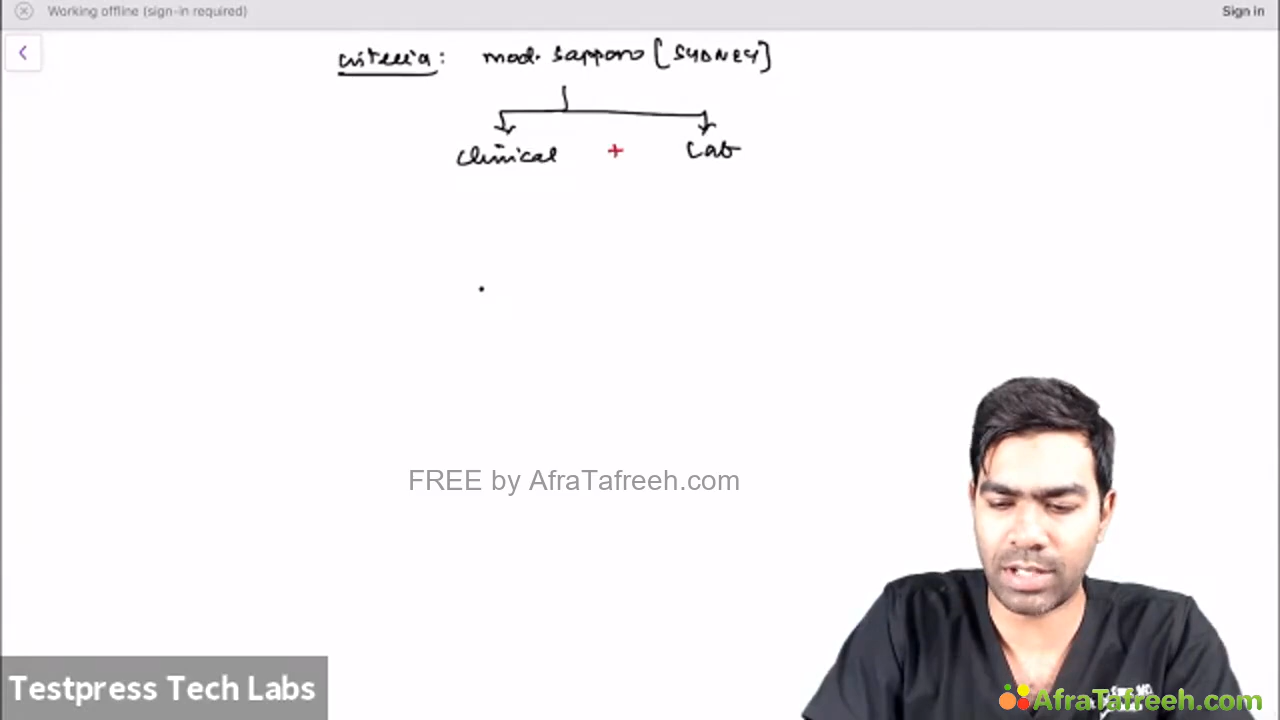 Working offline (sign-in required)
Sign in
criteria: mod. Sapporo [SYDNEY]
Clinical + Lab
FREE by AfraTafreeh.com
Testpress Tech Labs
AfraTafreeh.com